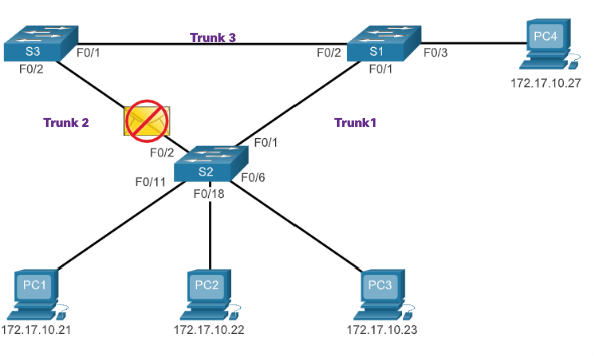 S3
F0/1
Trunk 3
F0/2
S1
F0/3
PC4
F0/2
F0/1
172.17.10.27
Trunk 2
Trunk1
F0/2
F0/1
S2
F0/11
F0/18
F0/6
PC1
PC2
PC3
172.17.10.21
172.17.10.22
172.17.10.23